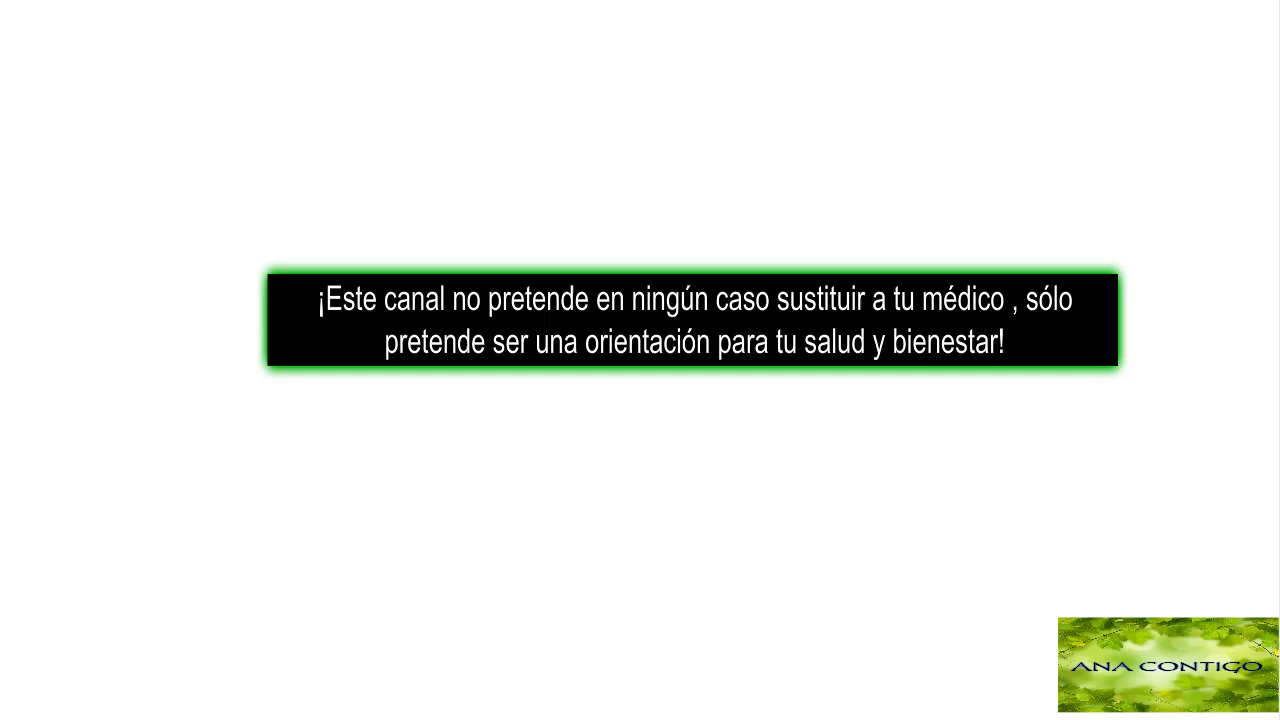 ¡Este canal no pretende en ningún caso sustituir a tu médico , sólo
pretende ser una orientación para tu salud y bienestar!
ANA CONTIGO